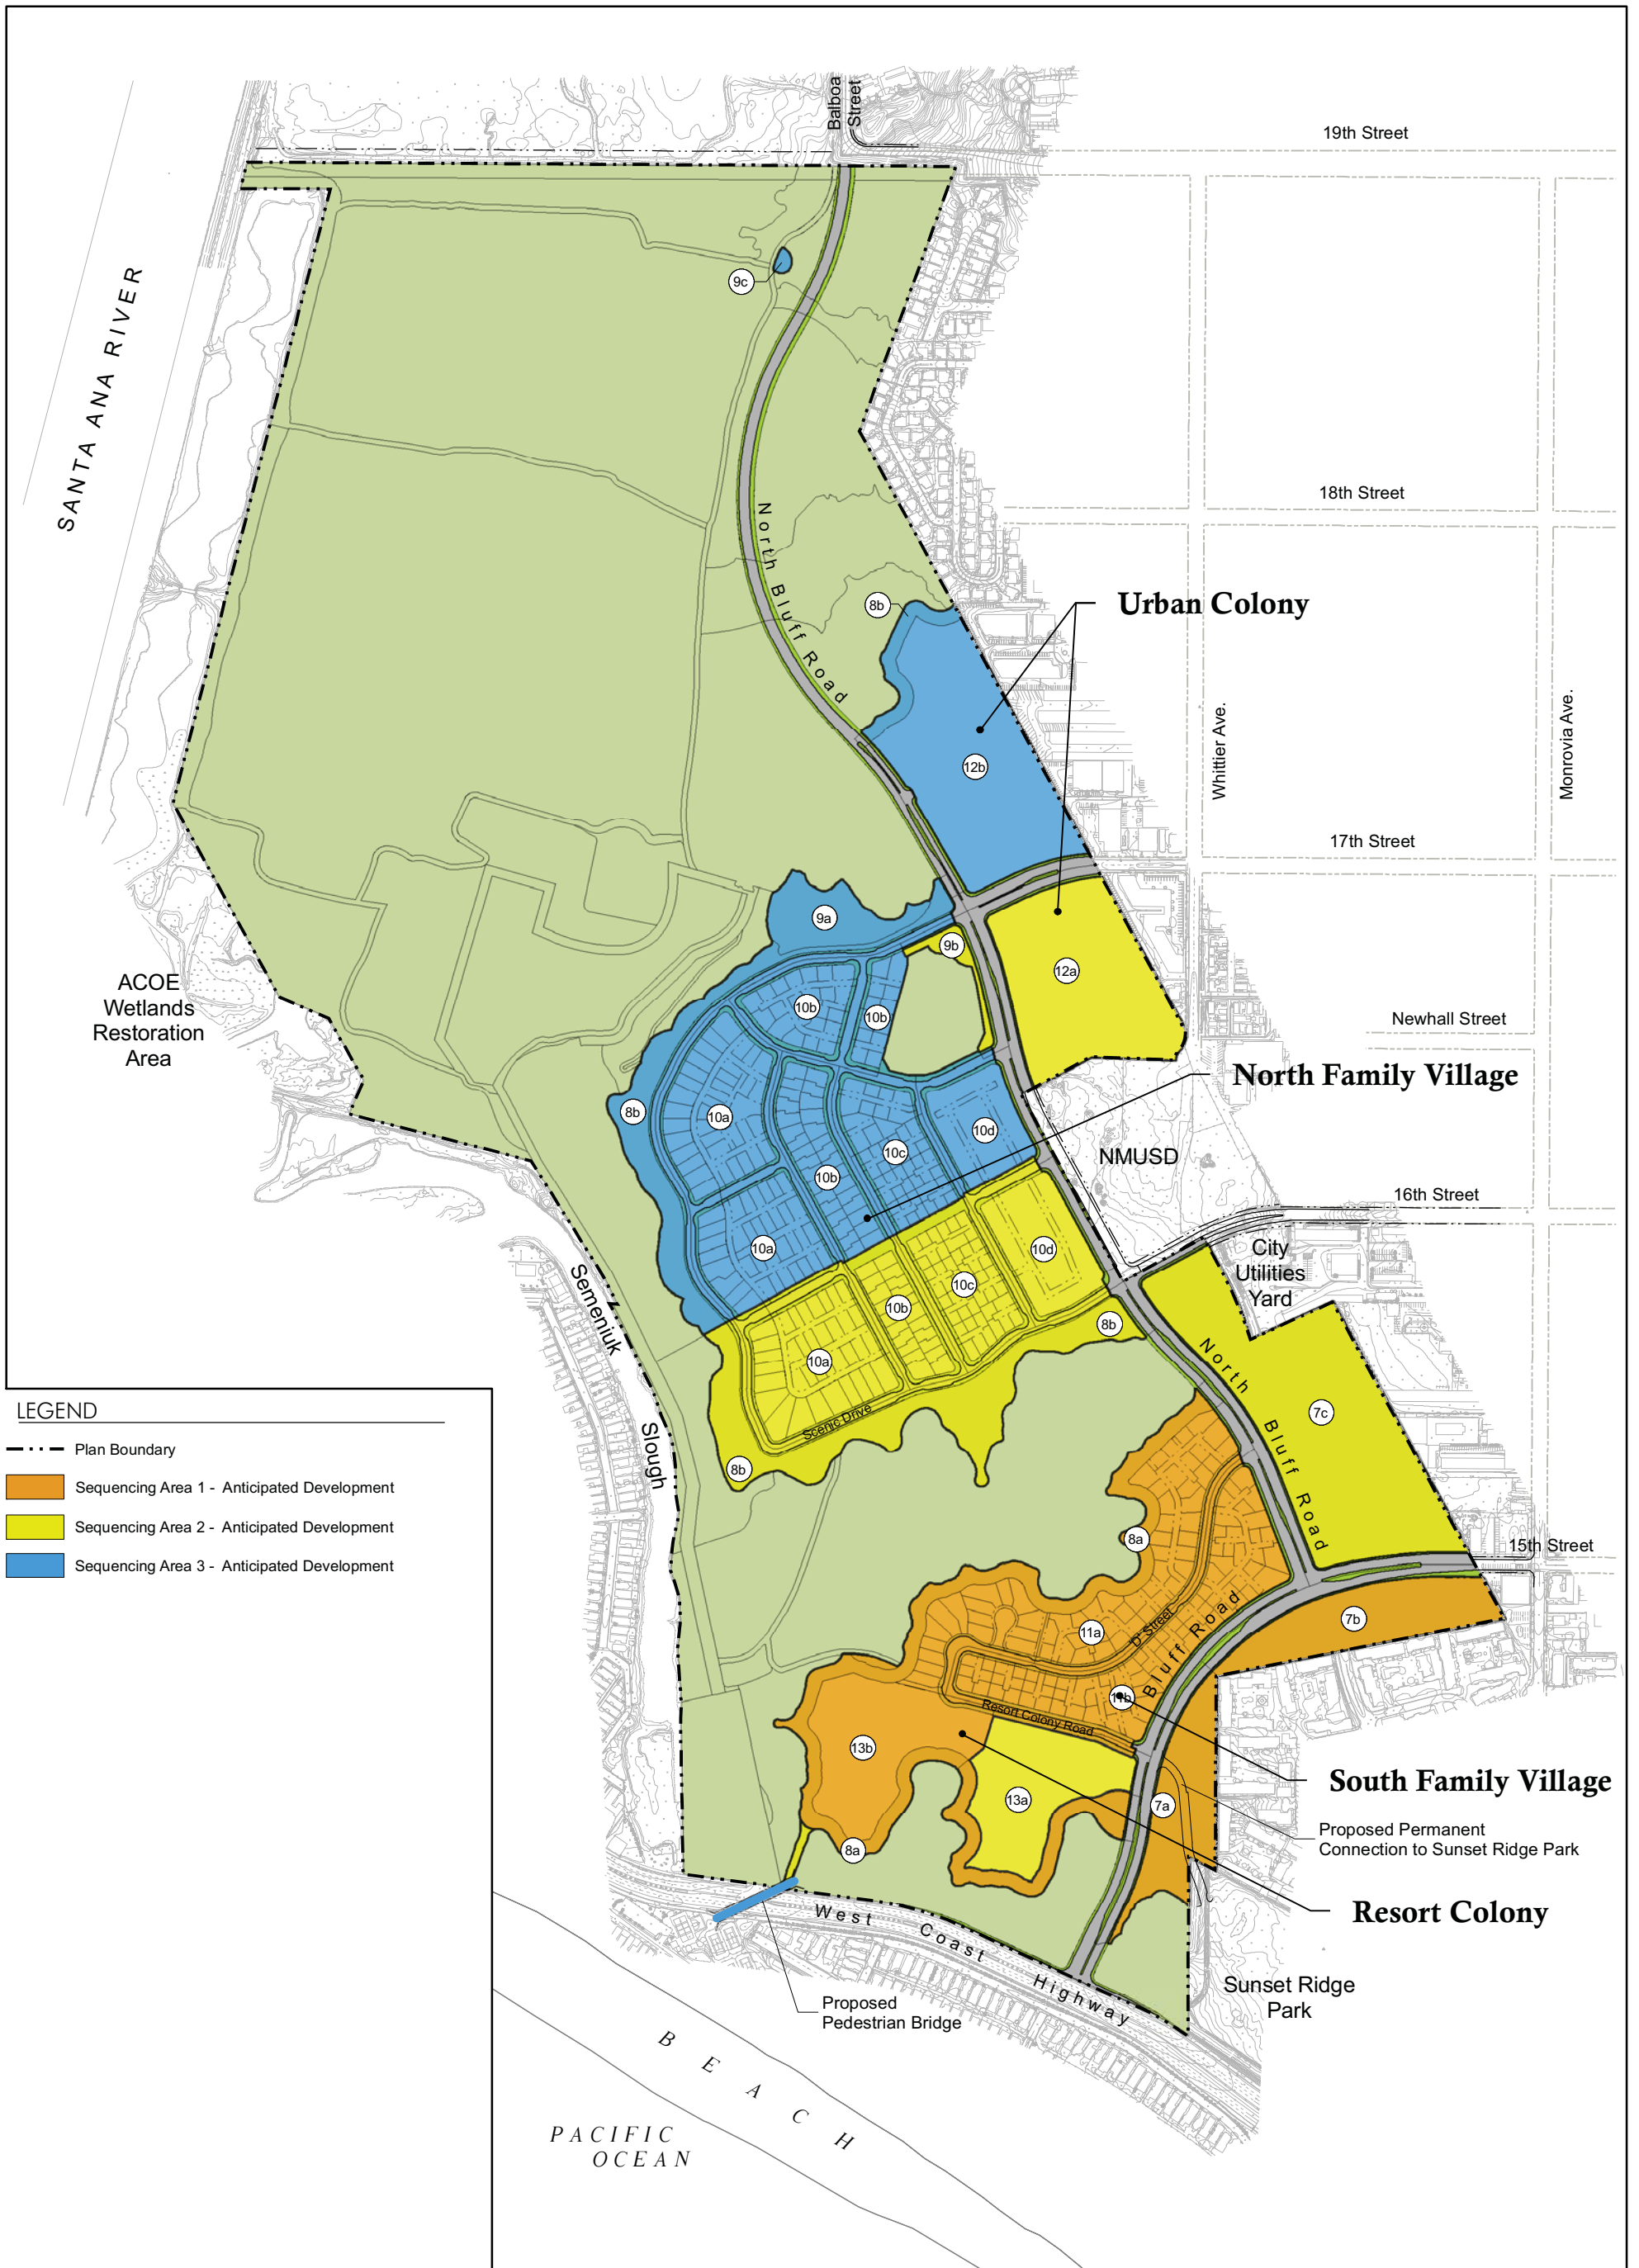 Balboa
Street
19th Street
SANTA ANA RIVER
9c
North Bluff Road
18th Street
8b
Urban Colony
12b
Whittier Ave.
Monrovia Ave.
17th Street
9a
9b
12a
ACOE
Wetlands
Restoration
Area
10b
10b
Newhall Street
North Family Village
8b
10a
10d
10c
NMUSD
10b
16th Street
10a
10d
City
Utilities
Yard
10c
10b
8b
Semeniuk
Slough
10a
North Bluff Road
7c
Scenic Drive
8b
LEGEND
Plan Boundary
Sequencing Area 1 - Anticipated Development
Sequencing Area 2 - Anticipated Development
Sequencing Area 3 - Anticipated Development
8a
15th Street
7b
11a
D' Street
Bluff Road
11b
Resort Colony Road
13b
South Family Village
13a
7a
Proposed Permanent
Connection to Sunset Ridge Park
8a
Resort Colony
West Coast Highway
Sunset Ridge
Park
Proposed
Pedestrian Bridge
BEACH
PACIFIC
OCEAN